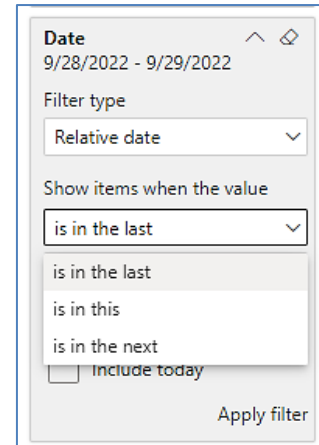 Date
9/28/2022 - 9/29/2022
Filter type
Relative date
Show items when the value
is in the last
is in the last
is in this
is in the next
Include today
Apply filter